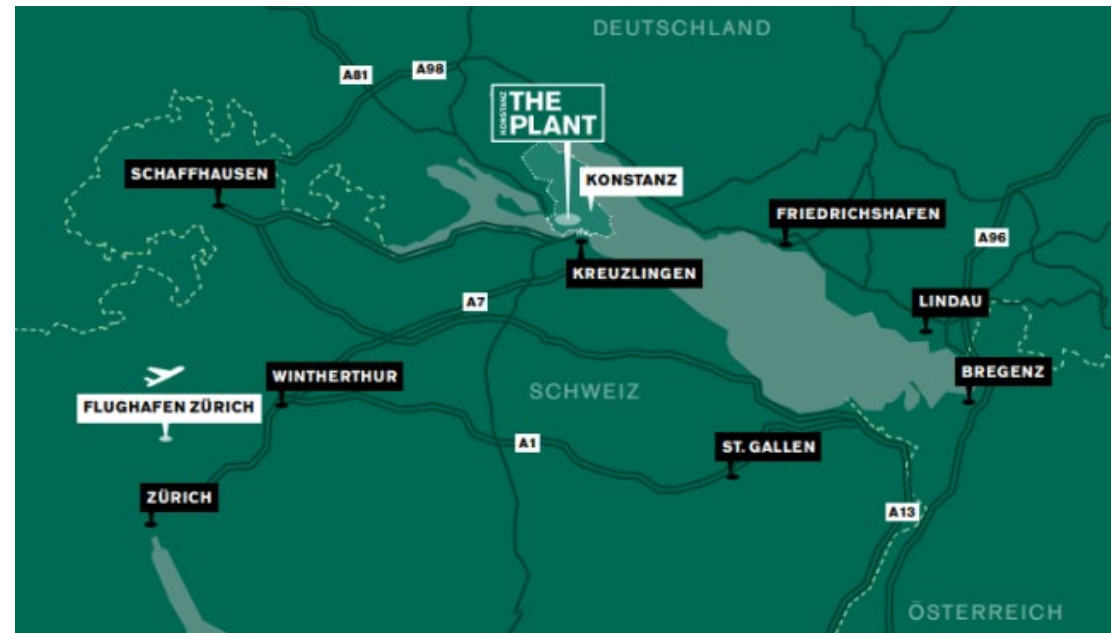 DEUTSCHLAND
A81
A98
KONSTANZ
THE
PLANT
SCHAFFHAUSEN
KONSTANZ
FRIEDRICHSHAFEN
A96
KREUZLINGEN
A7
LINDAU
WINTHERTHUR
BREGENZ
SCHWEIZ
FLUGHAFEN ZÜRICH
A1
ST. GALLEN
ZÜRICH
A13
ÖSTERREICH